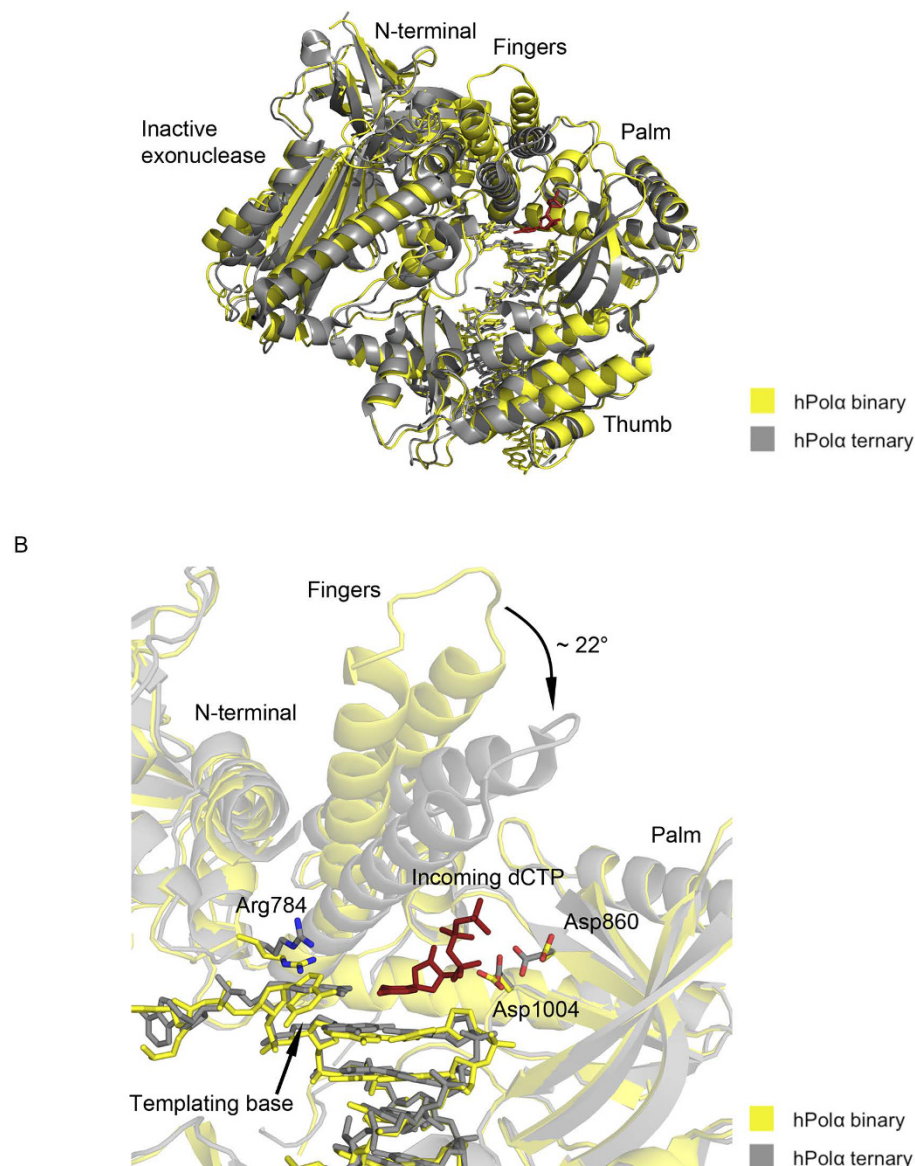 N-terminal
Fingers
Inactive
exonuclease
Palm
Thumb
hPolα binary
hPolα ternary
B
Fingers
~ 22°
N-terminal
Palm
Incoming dCTP
Arg784
Asp860
Asp1004
Templating base
hPolα binary
hPolα ternary